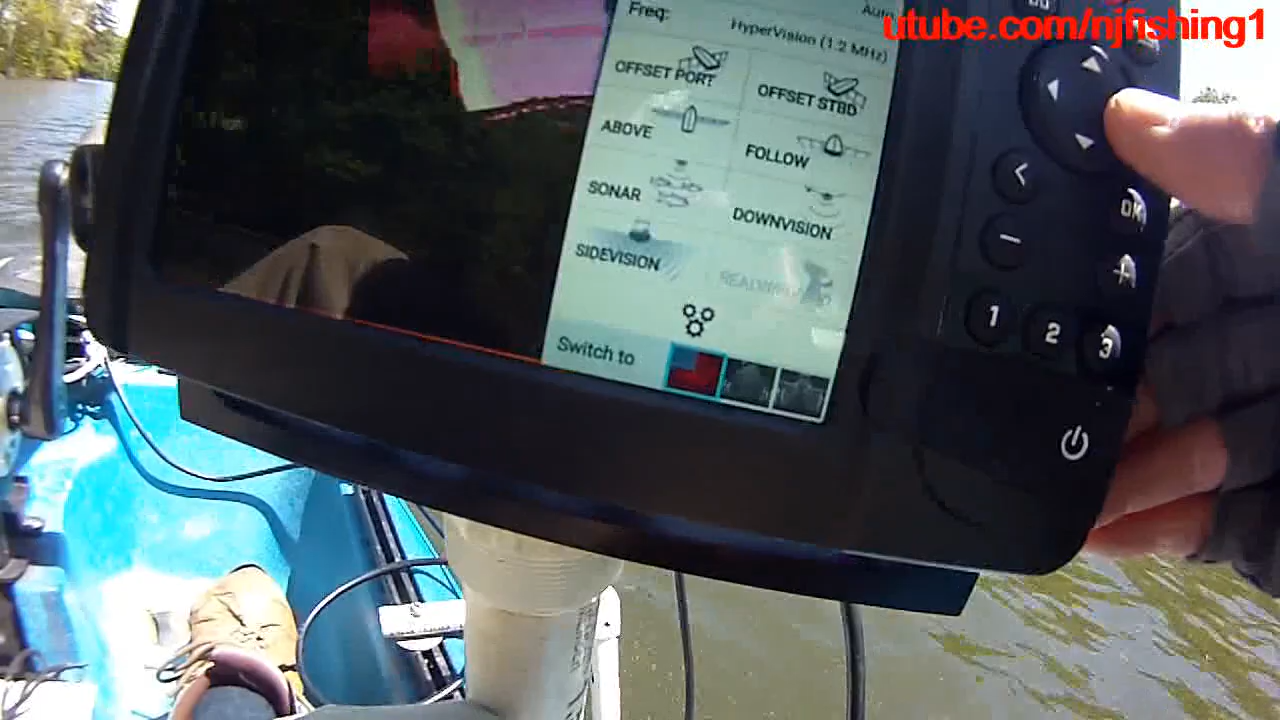 utube.com/njfishing1
Freq: Auto
HyperVision (1.2 MHz)
OFFSET PORT OFFSET STBD
ABOVE FOLLOW
SONAR DOWNVISION
SIDEVISION
Switch to
OK
1 2 3